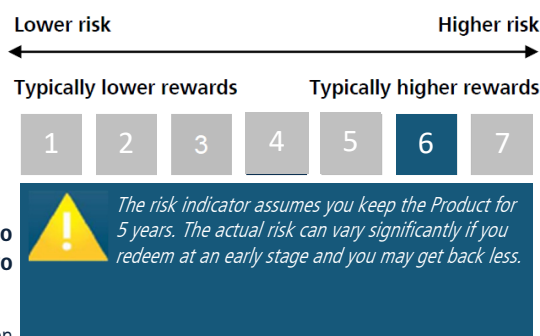 Lower risk Higher risk
Typically lower rewards Typically higher rewards
1 2 3 4 5 6 7
!
The risk indicator assumes you keep the Product for
5 years. The actual risk can vary significantly if you
redeem at an early stage and you may get back less.